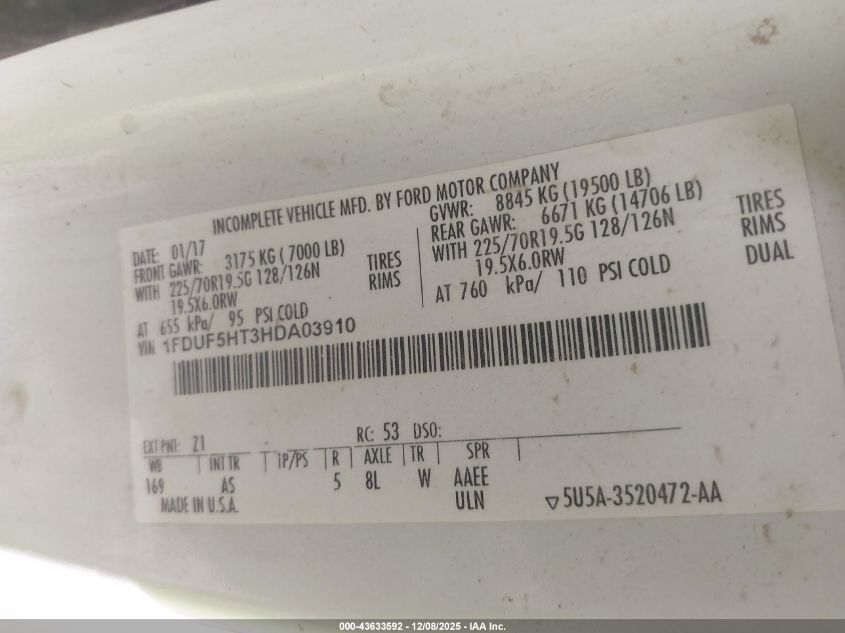 INCOMPLETE VEHICLE MFD. BY FORD MOTOR COMPANY
DATE: 01/17
FRONT GAWR: 3175 KG ( 7000 LB)
WITH 225/70R19.5G 128/126N TIRES
19.5X6.0RW RIMS
AT 655 kPa/ 95 PSI COLD
GVWR: 8845 KG (19500 LB)
REAR GAWR: 6671 KG (14706 LB)
WITH 225/70R19.5G 128/126N TIRES
19.5X6.0RW RIMS
AT 760 kPa/ 110 PSI COLD DUAL
VIN 1FDUF5HT3HDA03910
EXT PNT: Z1 RC: 53 DSO:
WB INT TR TP/PS R AXLE TR SPR
169 AS 5 8L W AAEE
MADE IN U.S.A. ULN
5U5A-3520472-AA
000-43633592 - 12/08/2025 - IAA Inc.